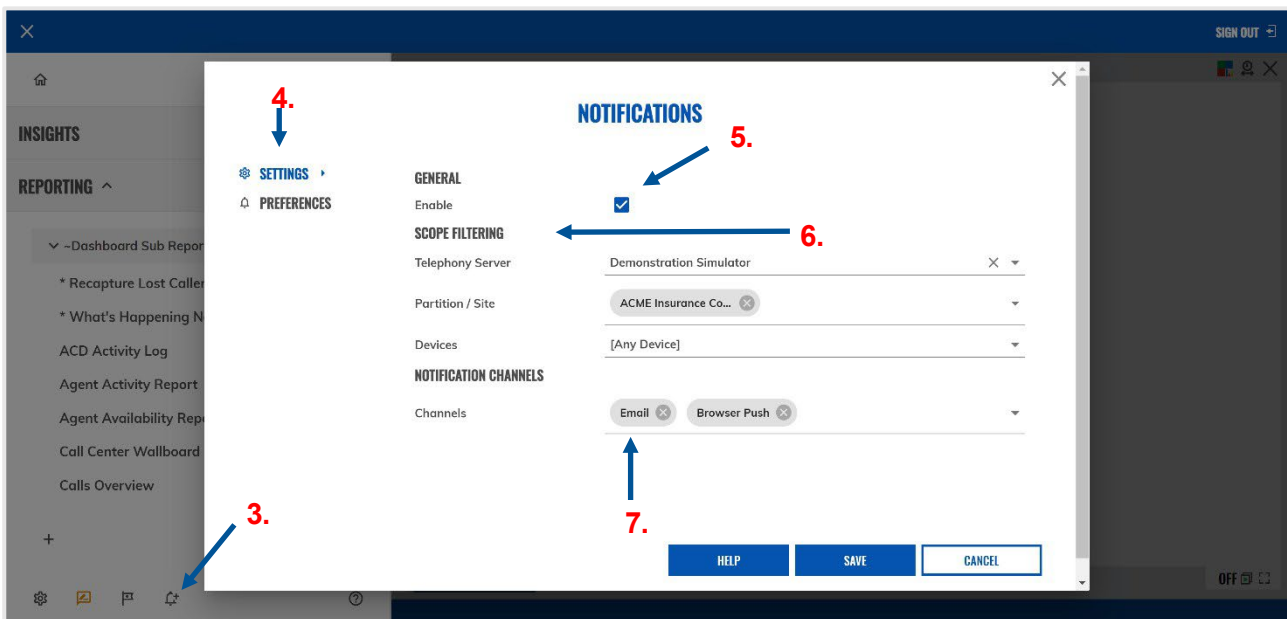 SIGN OUT
4.
NOTIFICATIONS
5.
INSIGHTS
SETTINGS
GENERAL
REPORTING
PREFERENCES
Enable
SCOPE FILTERING
6.
~Dashboard Sub Repor
Telephony Server Demonstration Simulator
* Recapture Lost Caller
Partition / Site ACME Insurance Co...
* What's Happening N
ACD Activity Log
Devices [Any Device]
NOTIFICATION CHANNELS
Agent Activity Report
Channels Email Browser Push
Agent Availability Repo
Call Center Wallboard
Calls Overview
3.
7.
HELP SAVE CANCEL
OFF